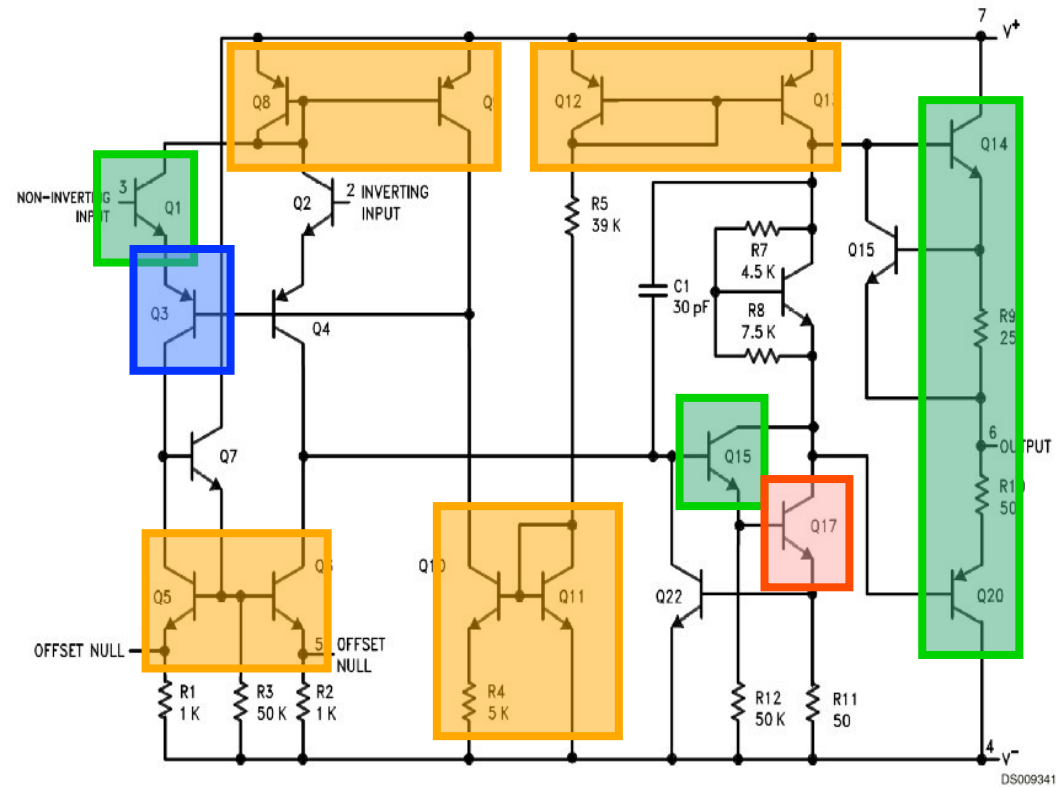 7 V+
Q8
Q12
Q14
3
NON-INVERTING
INPUT
Q1
Q2
2 INVERTING
INPUT
R5
39 K
Q15
R7
4.5 K
C1
30 pF
R8
7.5 K
R9
25
Q3
Q4
6 OUTPUT
Q7
Q15
R10
50
Q17
Q5
Q6
Q10
Q11
Q22
Q20
OFFSET NULL
5 OFFSET
NULL
R1
1 K
R3
50 K
R2
1 K
R4
5 K
R12
50 K
R11
50
4 V-
DS009341